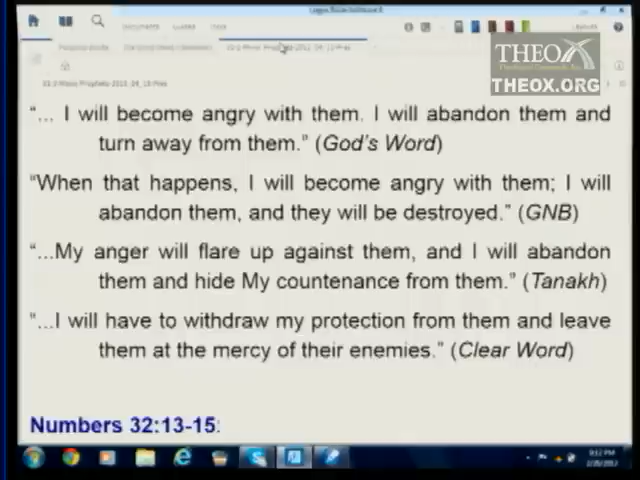 THEOX
THEOX.ORG
"... I will become angry with them. I will abandon them and
turn away from them." (God's Word)
"When that happens, I will become angry with them; I will
abandon them, and they will be destroyed." (GNB)
"...My anger will flare up against them, and I will abandon
them and hide My countenance from them." (Tanakh)
"...I will have to withdraw my protection from them and leave
them at the mercy of their enemies." (Clear Word)
Numbers 32:13-15: